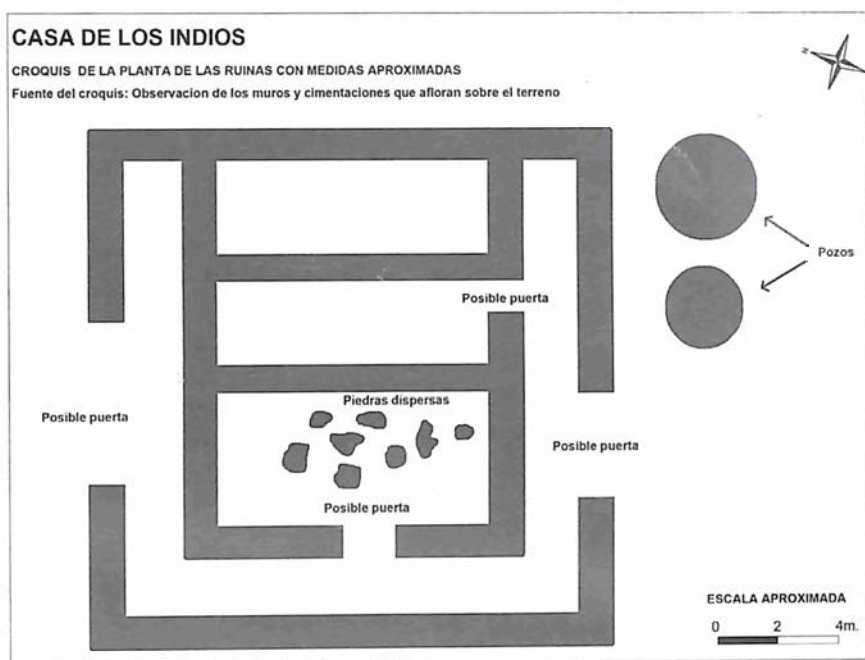 CASA DE LOS INDIOS
N
CROQUIS DE LA PLANTA DE LAS RUINAS CON MEDIDAS APROXIMADAS
Fuente del croquis: Observacion de los muros y cimentaciones que afloran sobre el terreno
Pozos
Posible puerta
Piedras dispersas
Posible puerta
Posible puerta
Posible puerta
ESCALA APROXIMADA
0 2 4m.